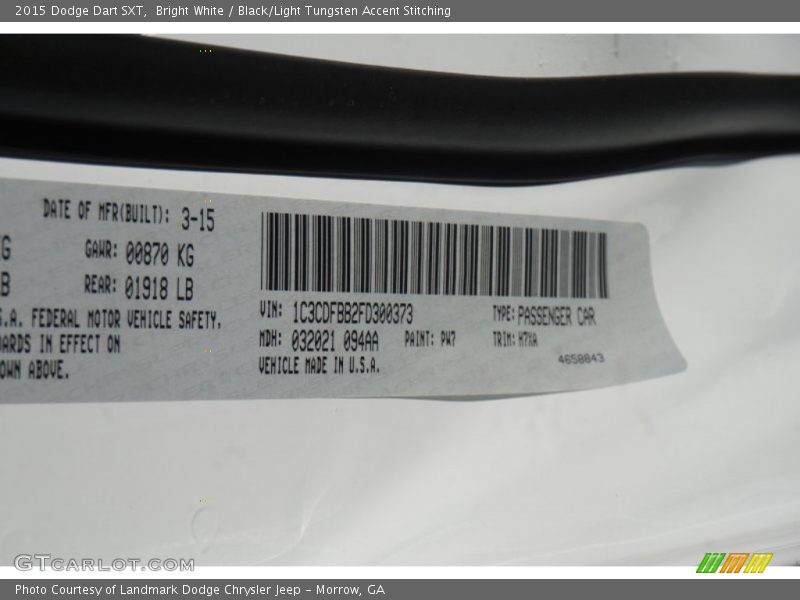 2015 Dodge Dart SXT,  Bright White / Black/Light Tungsten Accent Stitching
DATE OF MFR(BUILT): 3-15
G GAWR: 00870 KG
B REAR: 01918 LB
S.A. FEDERAL MOTOR VEHICLE SAFETY.
ARDS IN EFFECT ON
OWN ABOVE.
VIN: 1C3CDFBB2FD300373 TYPE: PASSENGER CAR
MDH: 032021 094AA PAINT: PW7 TRIM: H7XA
VEHICLE MADE IN U.S.A.
4658843
GTCARLOT.COM
Photo Courtesy of Landmark Dodge Chrysler Jeep – Morrow, GA